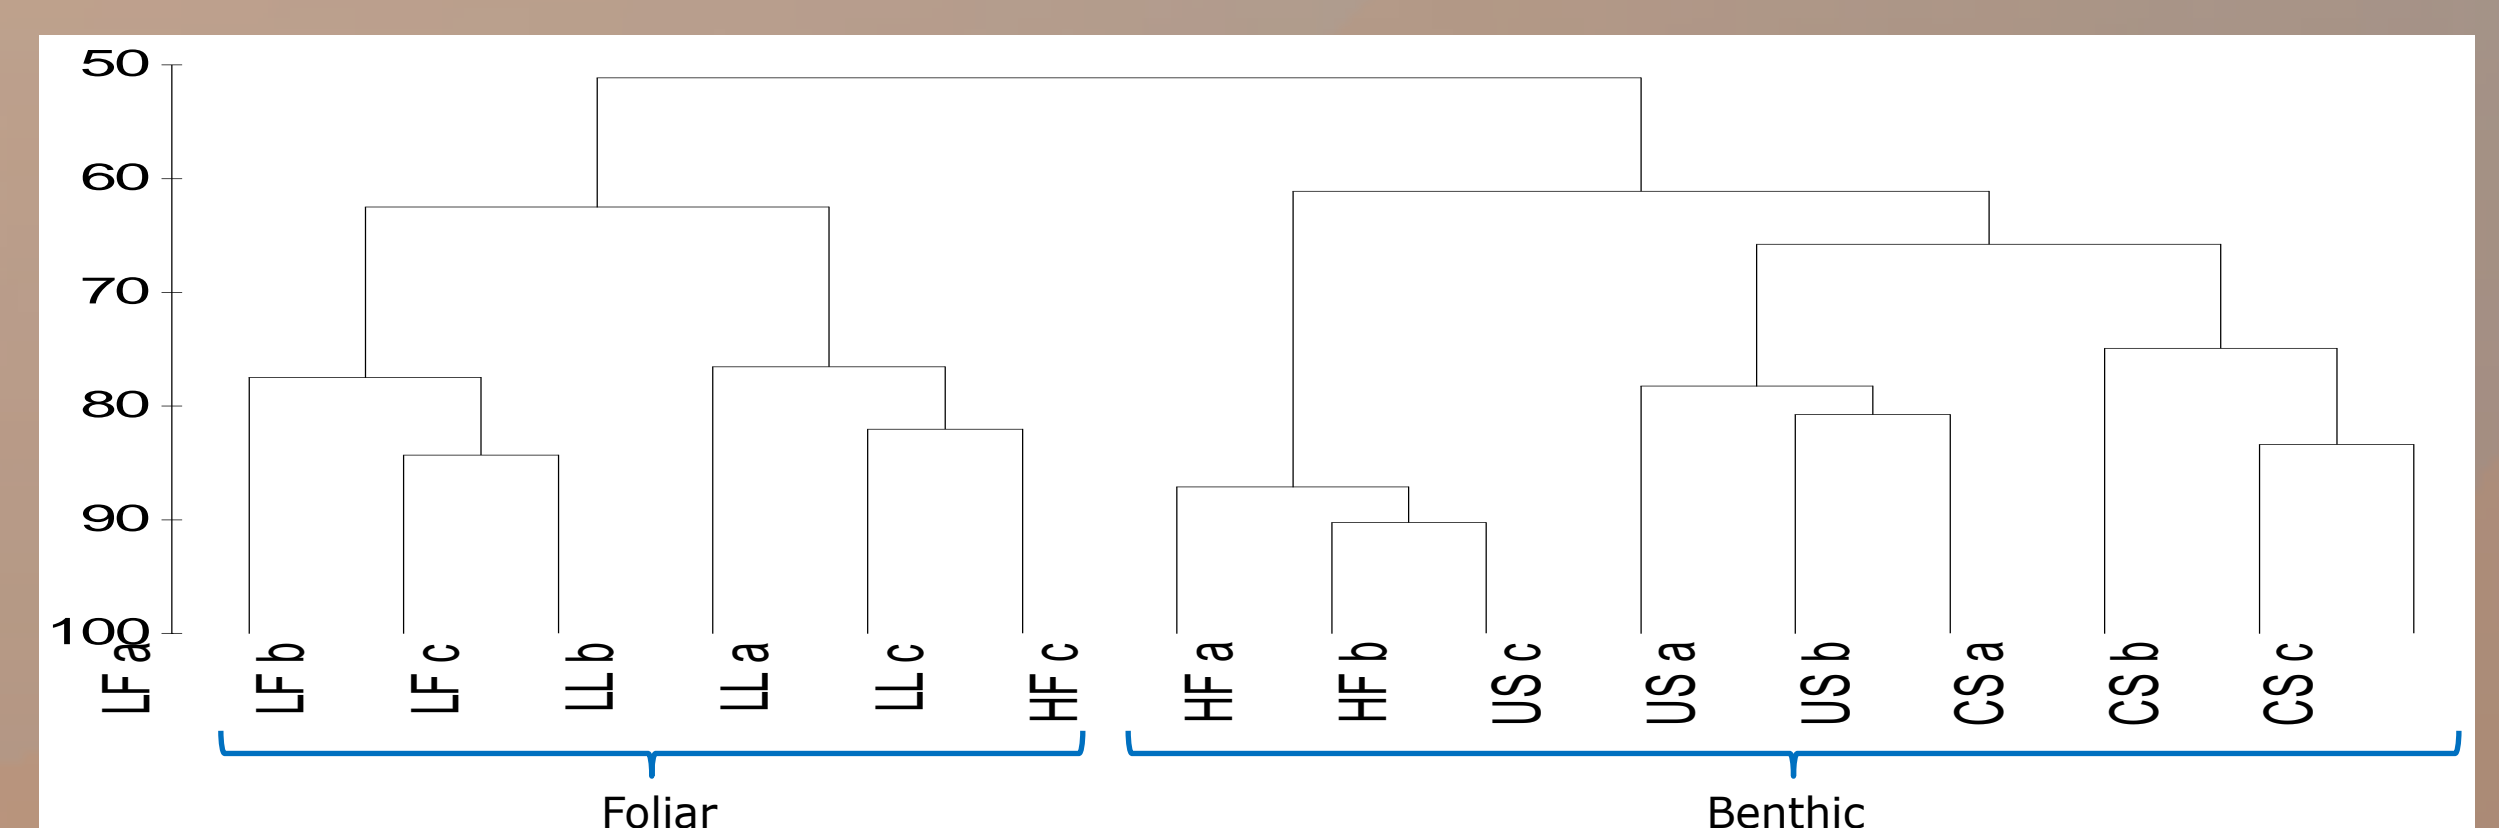 50
60
70
80
90
100
LF a
LF b
LF c
LL b
LL a
LL c
HF c
HF a
HF b
US c
US a
US b
CS a
CS b
CS c
Foliar
Benthic